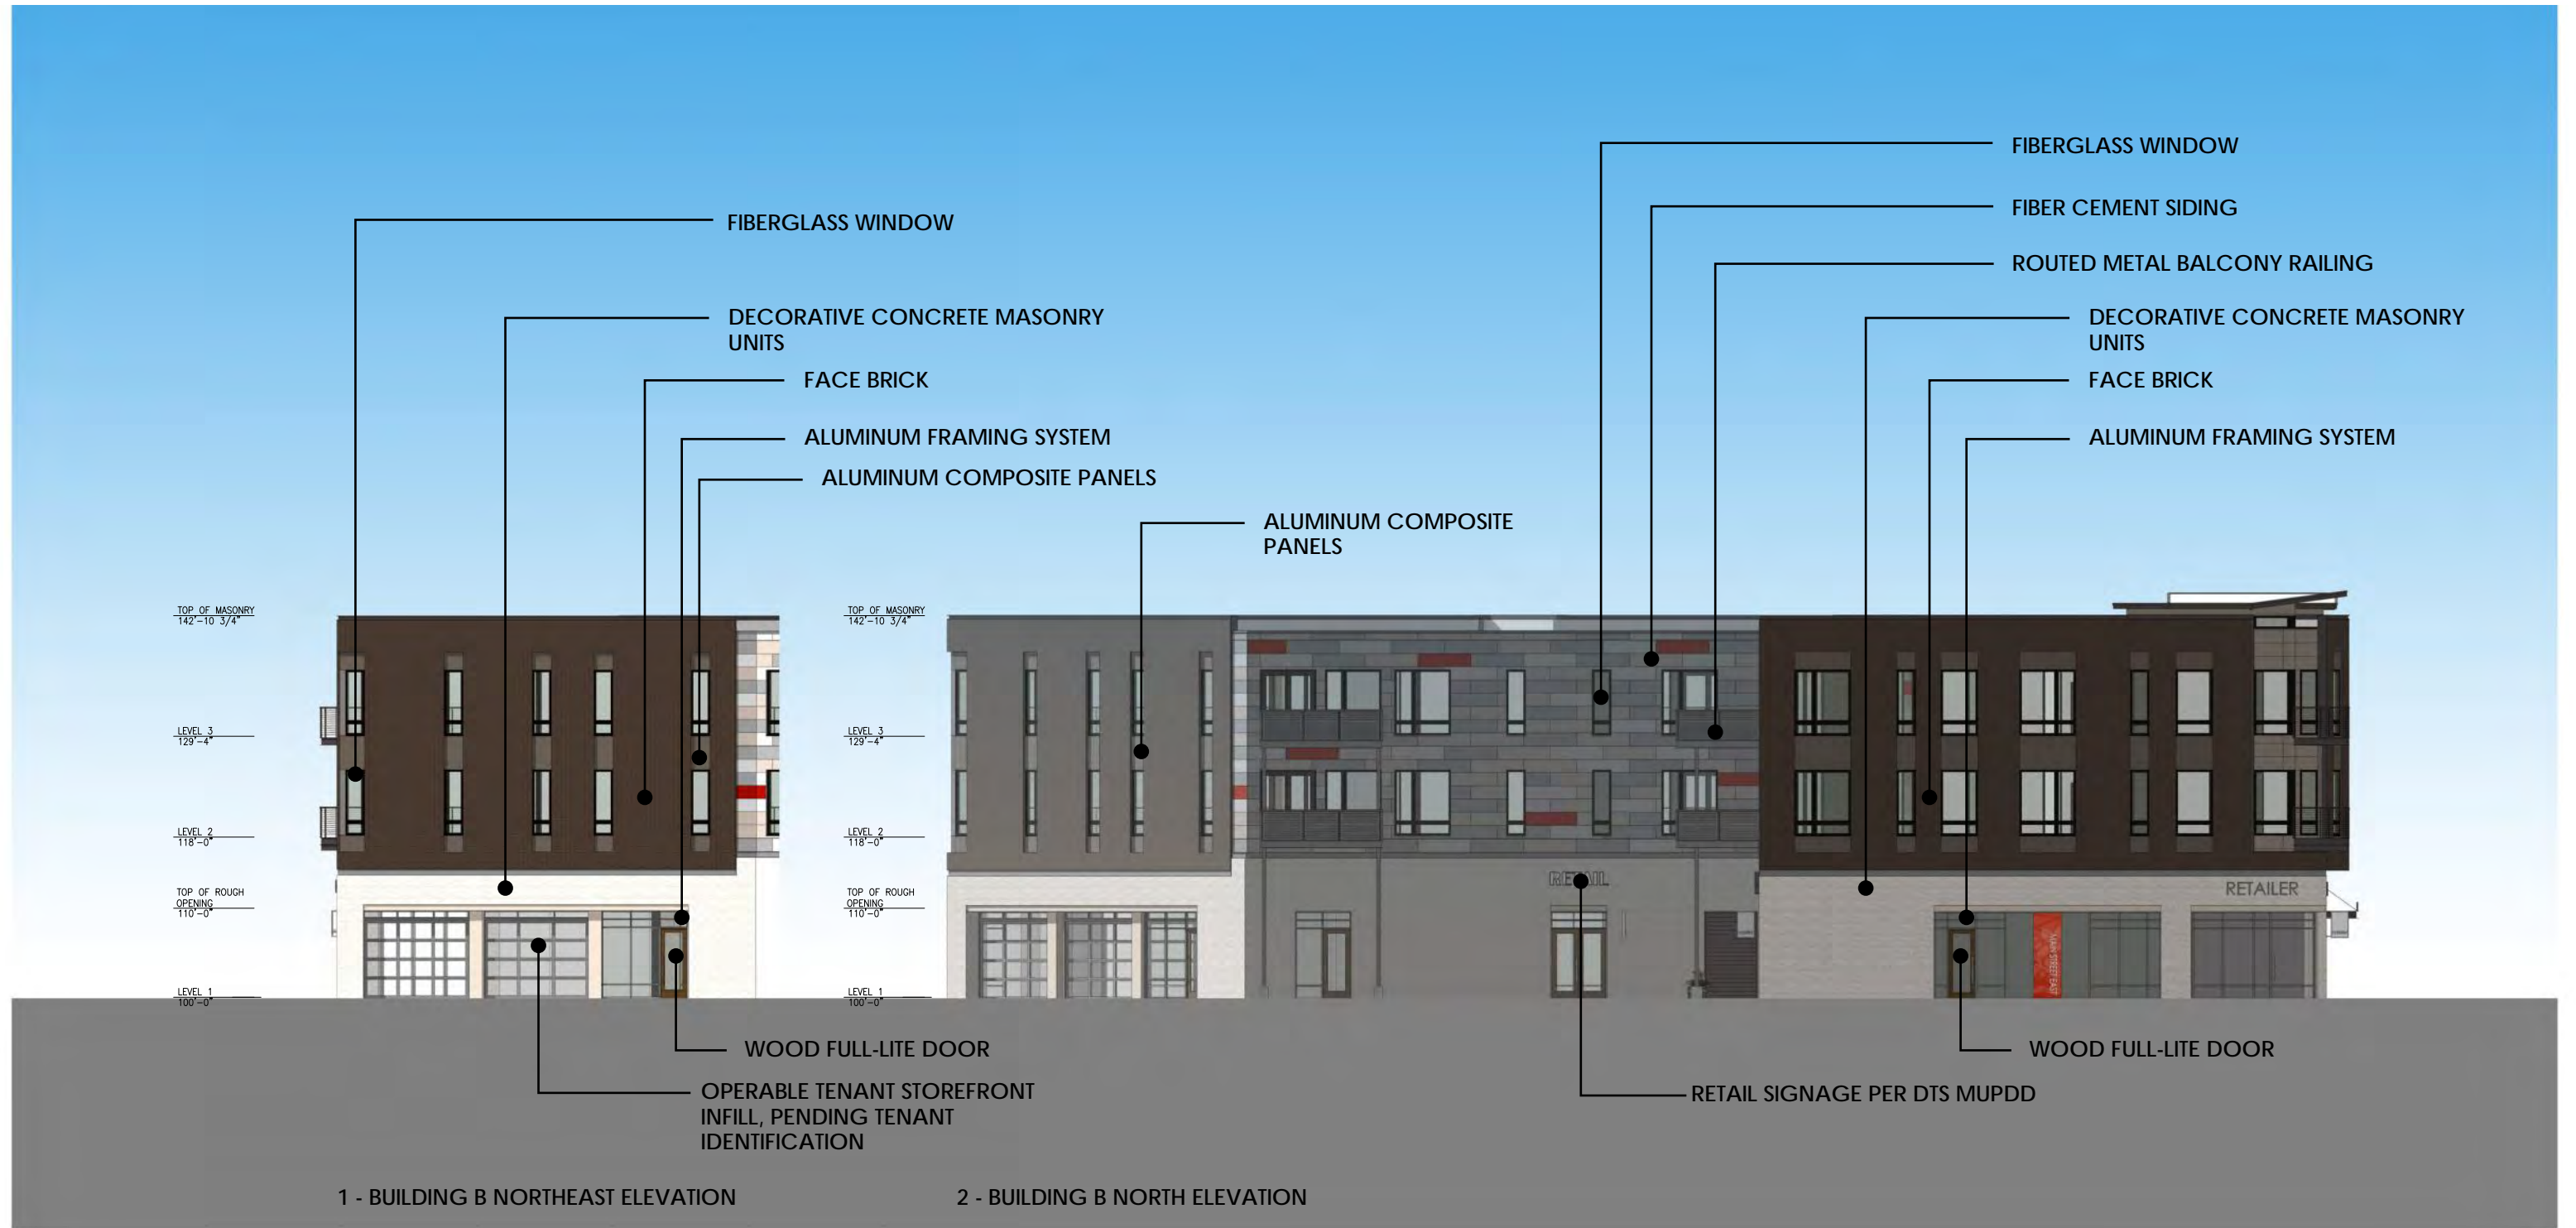 FIBERGLASS WINDOW
FIBER CEMENT SIDING
FIBERGLASS WINDOW
ROUTED METAL BALCONY RAILING
DECORATIVE CONCRETE MASONRY
UNITS
DECORATIVE CONCRETE MASONRY
UNITS
FACE BRICK
FACE BRICK
ALUMINUM FRAMING SYSTEM
ALUMINUM FRAMING SYSTEM
ALUMINUM COMPOSITE PANELS
ALUMINUM COMPOSITE
PANELS
TOP OF MASONRY
142'-10 3/4"
TOP OF MASONRY
142'-10 3/4"
LEVEL 3
129'-4"
LEVEL 3
129'-4"
LEVEL 2
118'-0"
LEVEL 2
118'-0"
TOP OF ROUGH
OPENING
110'-0"
TOP OF ROUGH
OPENING
110'-0"
RETAIL
RETAILER
MAIN STREET EAST
LEVEL 1
100'-0"
LEVEL 1
100'-0"
WOOD FULL-LITE DOOR
WOOD FULL-LITE DOOR
OPERABLE TENANT STOREFRONT
INFILL, PENDING TENANT
IDENTIFICATION
RETAIL SIGNAGE PER DTS MUPDD
1 - BUILDING B NORTHEAST ELEVATION
2 - BUILDING B NORTH ELEVATION